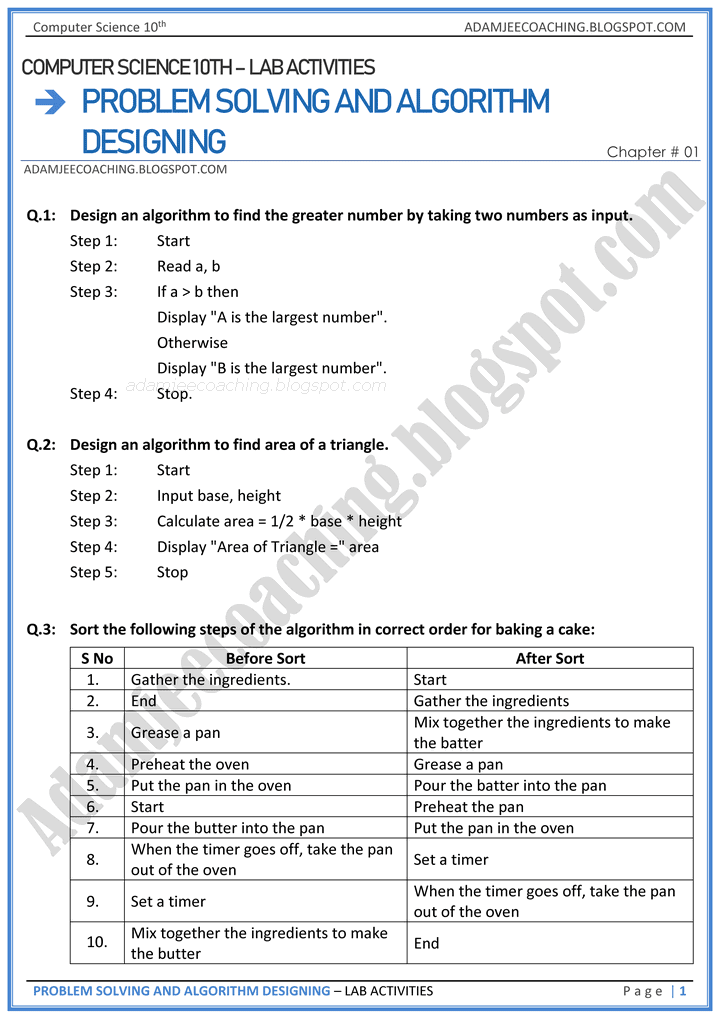 Computer Science 10th ADAMJEECOACHING.BLOGSPOT.COM
COMPUTER SCIENCE 10TH – LAB ACTIVITIES
➔ PROBLEM SOLVING AND ALGORITHM
DESIGNING
Chapter # 01
ADAMJEECOACHING.BLOGSPOT.COM
Q.1: Design an algorithm to find the greater number by taking two numbers as input.
Step 1: Start
Step 2: Read a, b
Step 3: If a > b then
Display "A is the largest number".
Otherwise
Display "B is the largest number".
adamjeecoaching.blogspot.com
Step 4: Stop.
Q.2: Design an algorithm to find area of a triangle.
Step 1: Start
Step 2: Input base, height
Step 3: Calculate area = 1/2 * base * height
Step 4: Display "Area of Triangle =" area
Step 5: Stop
Adamjeecoaching.blogspot.com
Q.3: Sort the following steps of the algorithm in correct order for baking a cake:
S No Before Sort After Sort
1. Gather the ingredients. Start
2. End Gather the ingredients
3. Grease a pan Mix together the ingredients to make
the batter
4. Preheat the oven Grease a pan
5. Put the pan in the oven Pour the batter into the pan
6. Start Preheat the pan
7. Pour the butter into the pan Put the pan in the oven
8. When the timer goes off, take the pan
out of the oven Set a timer
9. Set a timer When the timer goes off, take the pan
out of the oven
10. Mix together the ingredients to make
the butter End
PROBLEM SOLVING AND ALGORITHM DESIGNING – LAB ACTIVITIES Page | 1